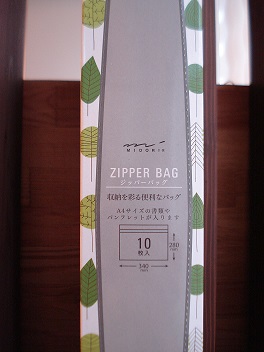 MIDORI
ZIPPER BAG
ジッパーバッグ
収納を彩る便利なバッグ
A4サイズの書類や
パンフレットが入ります
10
枚入
280
mm
340
mm